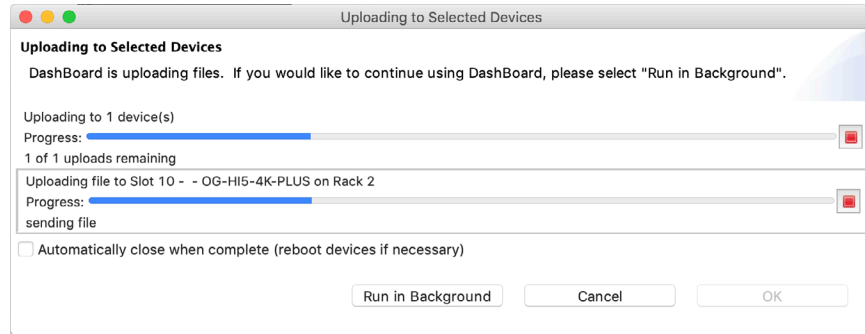 Uploading to Selected Devices
Uploading to Selected Devices
DashBoard is uploading files.  If you would like to continue using DashBoard, please select "Run in Background".
Uploading to 1 device(s)
Progress:
1 of 1 uploads remaining
Uploading file to Slot 10 -  - OG-HI5-4K-PLUS on Rack 2
Progress:
sending file
Automatically close when complete (reboot devices if necessary)
Run in Background Cancel OK